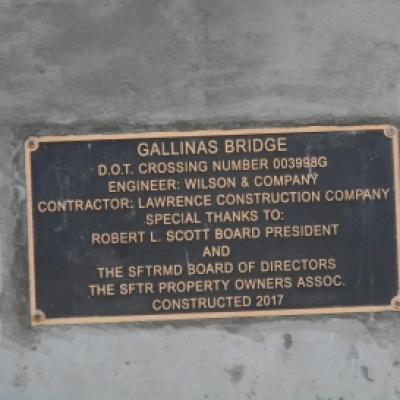 GALLINAS BRIDGE
D.O.T. CROSSING NUMBER 003998G
ENGINEER: WILSON & COMPANY
CONTRACTOR: LAWRENCE CONSTRUCTION COMPANY
SPECIAL THANKS TO:
ROBERT L. SCOTT BOARD PRESIDENT
AND
THE SFTRMD BOARD OF DIRECTORS
THE SFTR PROPERTY OWNERS ASSOC.
CONSTRUCTED 2017